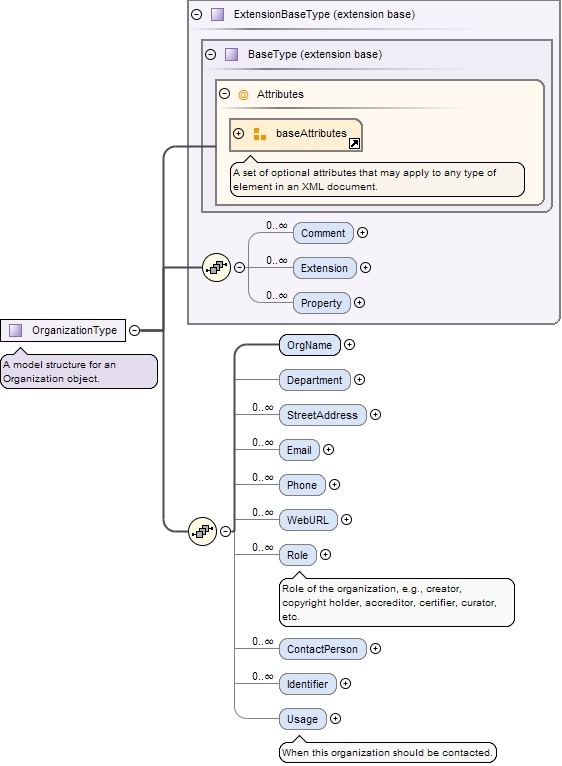 ExtensionBaseType (extension base)
BaseType (extension base)
@ Attributes
baseAttributes
A set of optional attributes that may apply to any type of
element in an XML document.
0..∞
Comment
0..∞
Extension
0..∞
Property
OrganizationType
A model structure for an
Organization object.
OrgName
Department
0..∞
StreetAddress
0..∞
Email
0..∞
Phone
0..∞
WebURL
0..∞
Role
Role of the organization, e.g., creator,
copyright holder, accreditor, certifier, curator,
etc.
0..∞
ContactPerson
0..∞
Identifier
Usage
When this organization should be contacted.